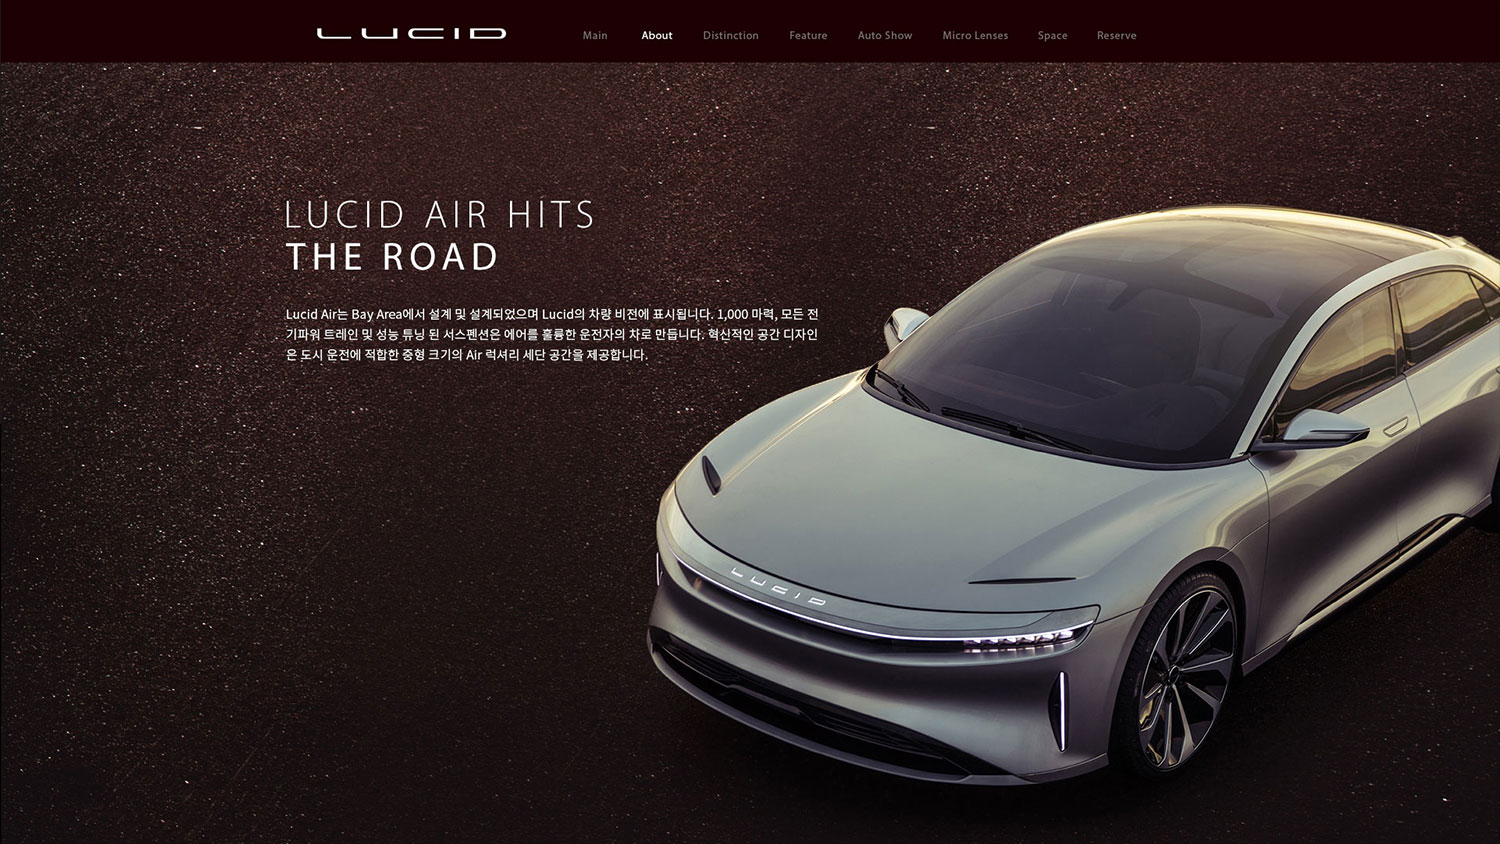 LUCID
Main About Distinction Feature Auto Show Micro Lenses Space Reserve
LUCID AIR HITS
THE ROAD
Lucid Air는 Bay Area에서 설계 및 설계되었으며 Lucid의 차량 비전에 표시됩니다. 1,000 마력, 모든 전
기파워 트레인 및 성능 튜닝 된 서스펜션은 에어를 훌륭한 운전자의 차로 만듭니다. 혁신적인 공간 디자인
은 도시 운전에 적합한 중형 크기의 Air 럭셔리 세단 공간을 제공합니다.
LUCID